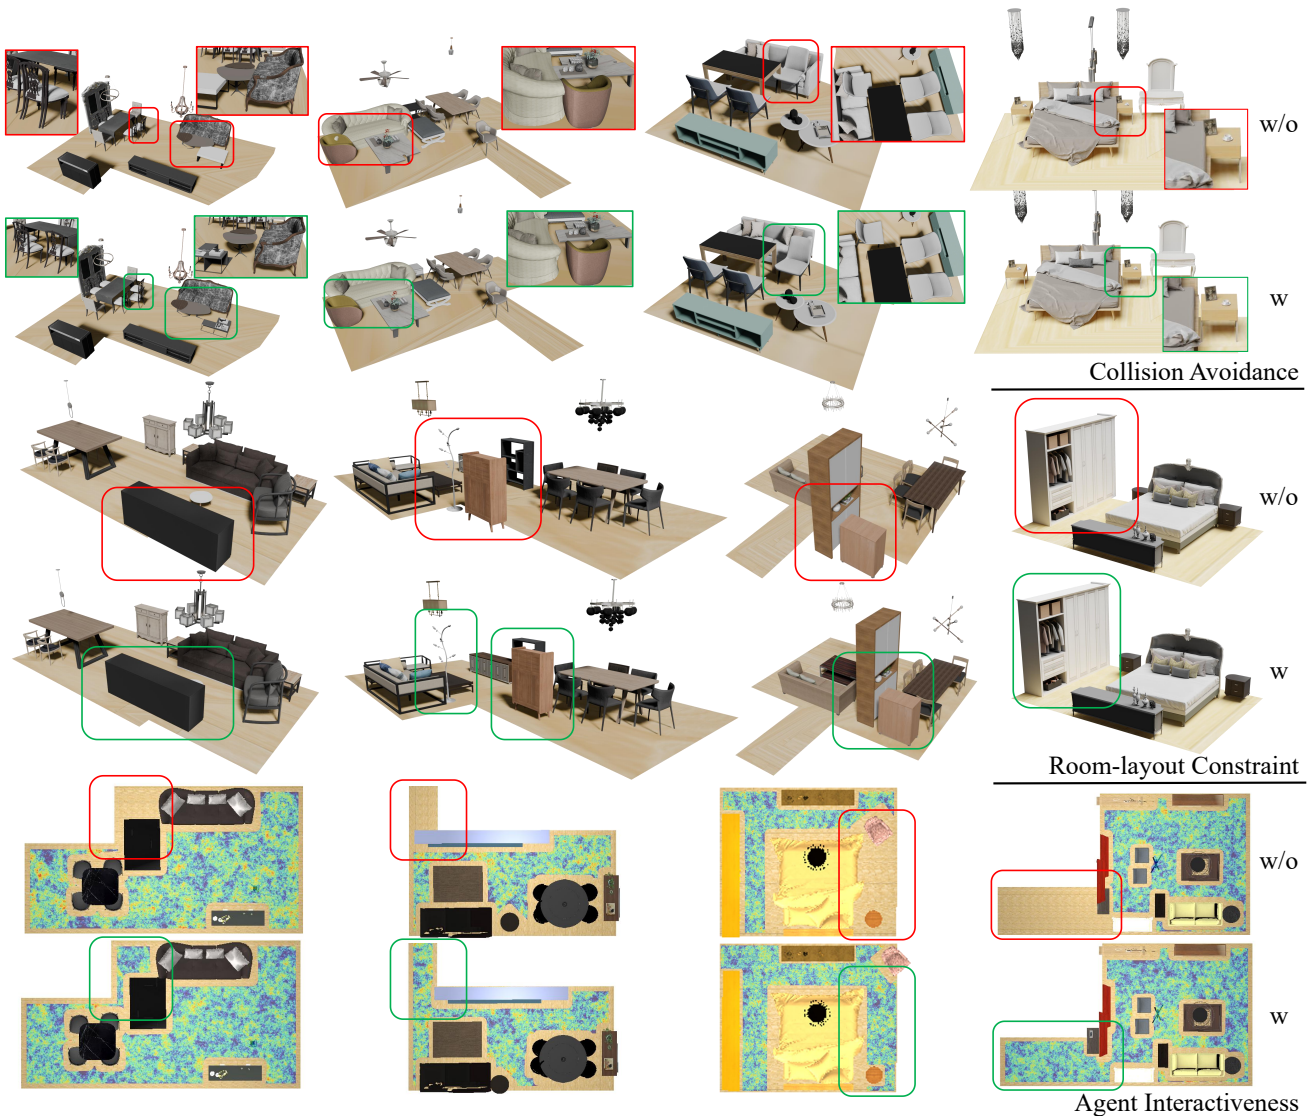 w/o
w
Collision Avoidance
w/o
w
Room-layout Constraint
w/o
w
Agent Interactiveness